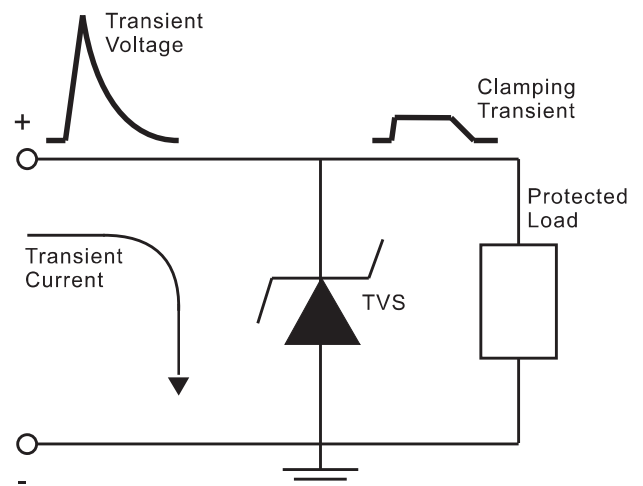 Transient
Voltage
Clamping
Transient
+
Protected
Load
Transient
Current
TVS
-